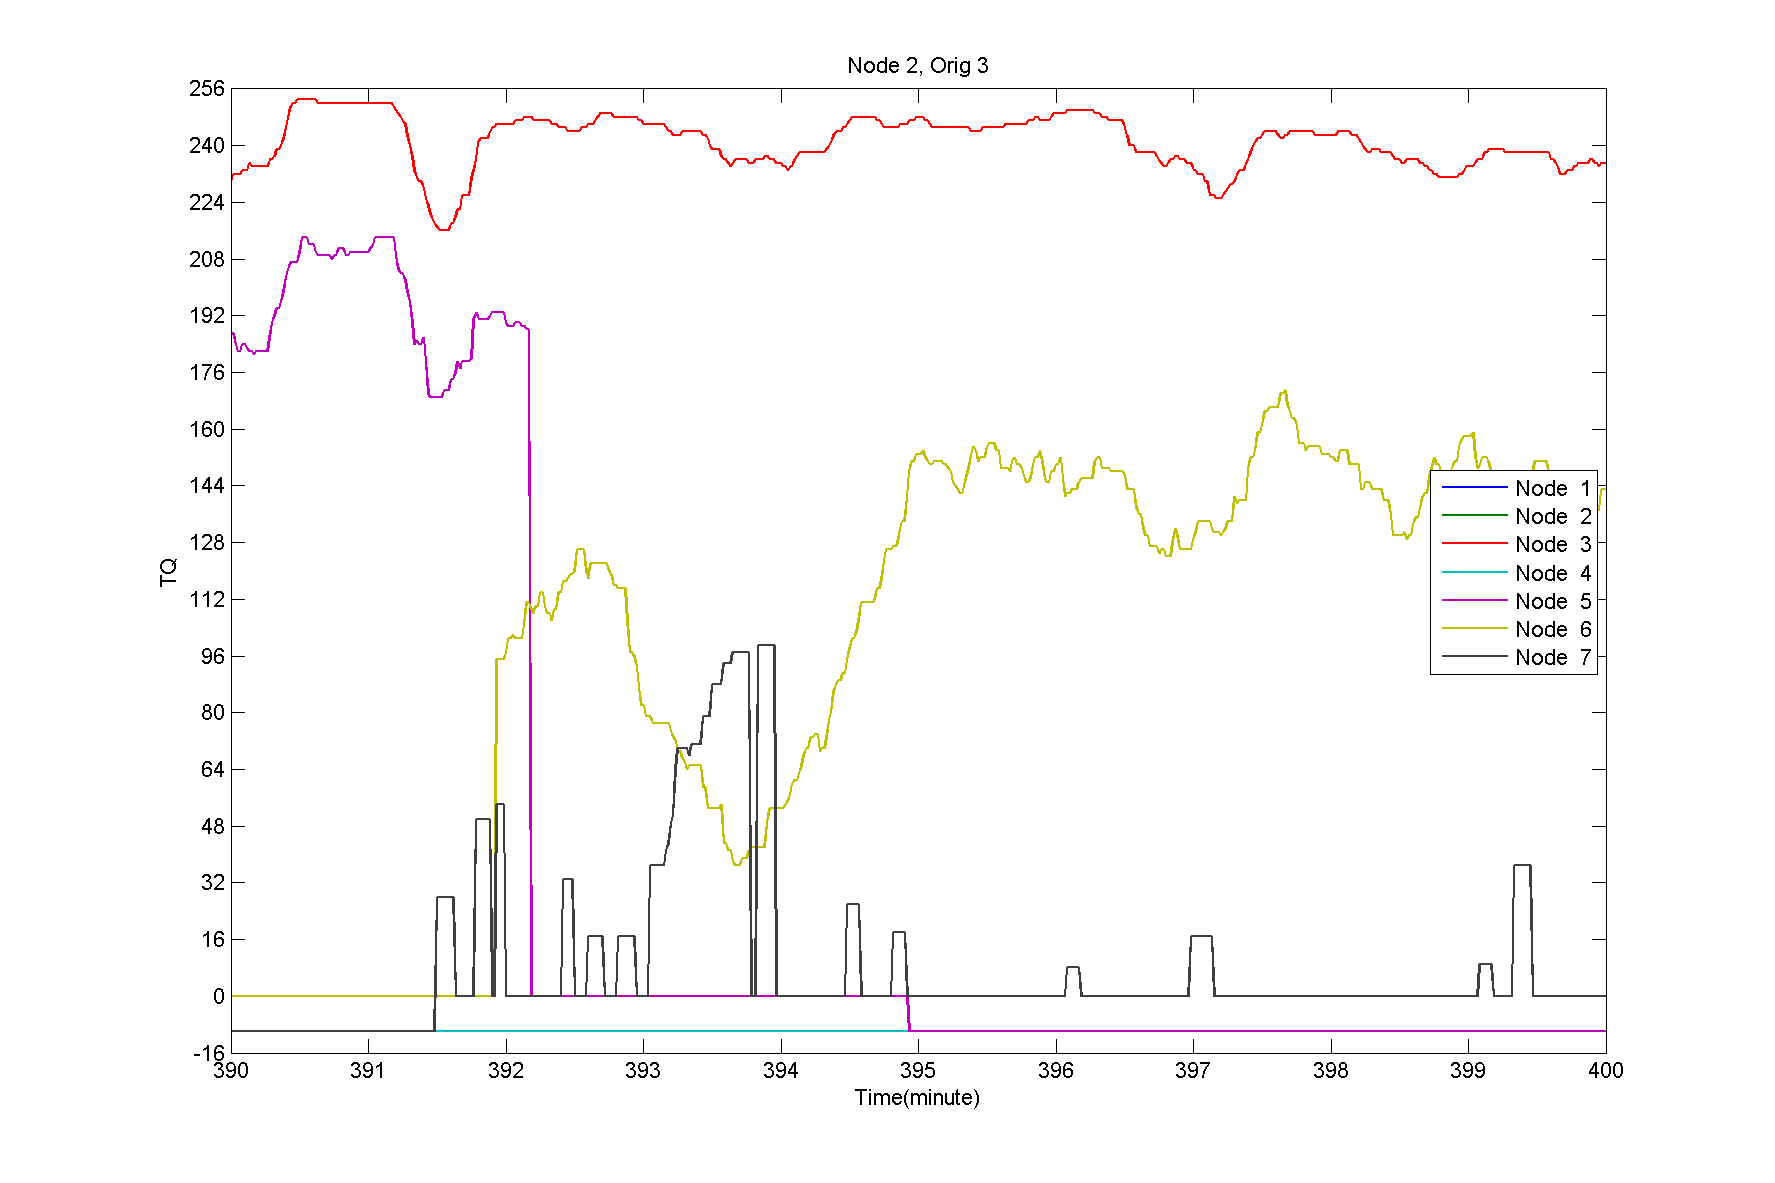 Node 2, Orig 3
256
240
224
208
192
176
160
144
128
112
96
80
64
48
32
16
0
-16
TQ
390 391 392 393 394 395 396 397 398 399 400
Time(minute)
Node 1
Node 2
Node 3
Node 4
Node 5
Node 6
Node 7